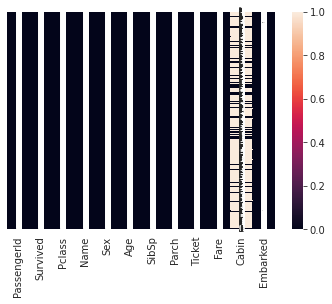 1.0
0.8
0.6
0.4
0.2
0.0
PassengerId
Survived
Pclass
Name
Sex
Age
SibSp
Parch
Ticket
Fare
Cabin
Embarked